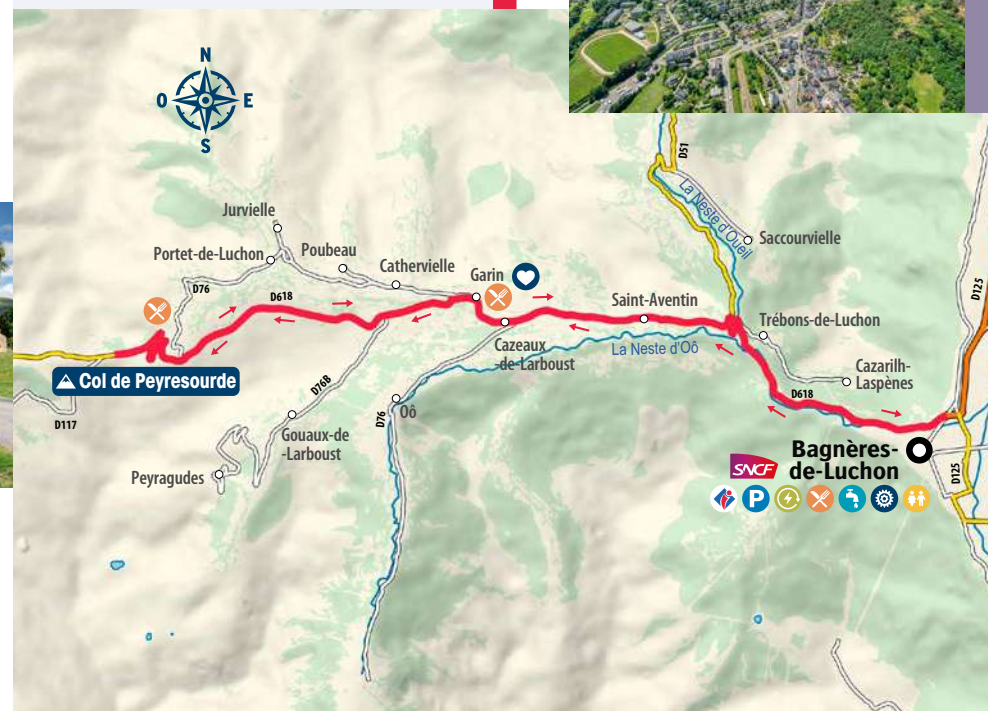 N
O E
S
D51
La Neste d'Oueil
Jurvielle
Saccourvielle
Portet-de-Luchon
Poubeau
Cathervielle
Garin
D125
D76
D618
Saint-Aventin
Trébons-de-Luchon
Cazeaux
-de-Larboust
La Neste d'Oô
Cazarilh-
Laspènes
Col de Peyresourde
D76B
D618
D117
D76
Oô
Gouaux-de
-Larboust
Peyragudes
Bagnères-
de-Luchon
SNCF
D125
P